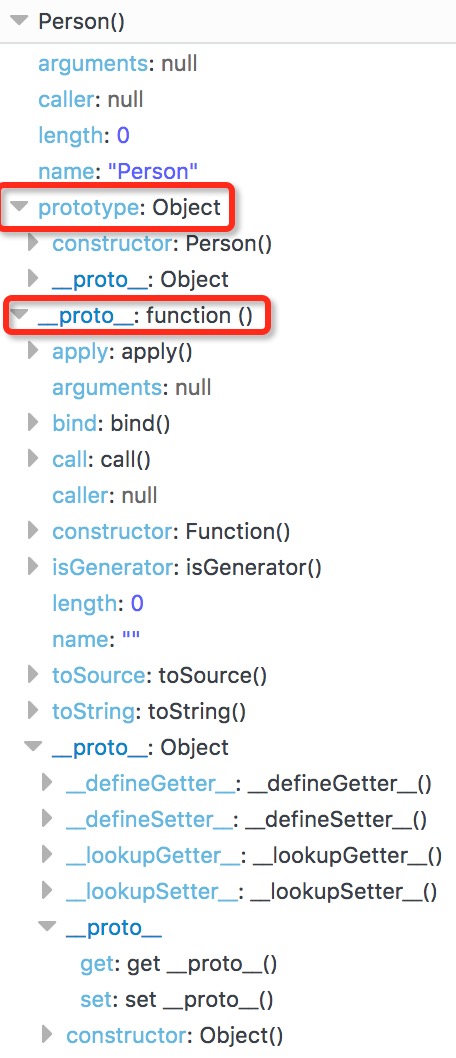 Person()
arguments: null
caller: null
length: 0
name: "Person"
prototype: Object
constructor: Person()
__proto__: Object
__proto__: function ()
apply: apply()
arguments: null
bind: bind()
call: call()
caller: null
constructor: Function()
isGenerator: isGenerator()
length: 0
name: ""
toSource: toSource()
toString: toString()
__proto__: Object
__defineGetter__: __defineGetter__()
__defineSetter__: __defineSetter__()
__lookupGetter__: __lookupGetter__()
__lookupSetter__: __lookupSetter__()
__proto__
get: get __proto__()
set: set __proto__()
constructor: Object()